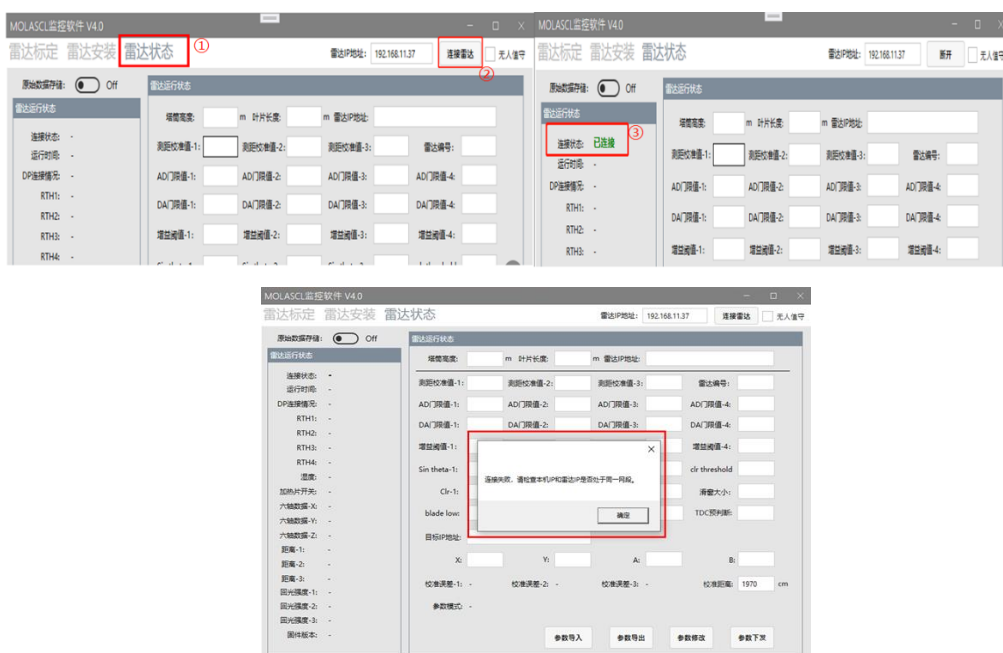 MOLASCL监控软件 V4.0
雷达标定 雷达安装 雷达状态 ① 雷达IP地址: 192.168.11.37 连接雷达 无人值守
②
原始数据存储: Off 雷达运行状态
雷达运行状态
塔筒高度: m 叶片长度: m 雷达IP地址:
连接状态: - 测距校准值-1: 测距校准值-2: 测距校准值-3: 雷达编号:
运行时间: -
DP连接情况: - AD门限值-1: AD门限值-2: AD门限值-3: AD门限值-4:
RTH1: -
DA门限值-1: DA门限值-2: DA门限值-3: DA门限值-4:
RTH2: -
RTH3: - 增益阈值-1: 增益阈值-2: 增益阈值-3: 增益阈值-4:
RTH4: -
MOLASCL监控软件 V4.0
雷达标定 雷达安装 雷达状态 雷达IP地址: 192.168.11.37 断开 无人值守
原始数据存储: Off 雷达运行状态
雷达运行状态
塔筒高度: m 叶片长度: m 雷达IP地址:
③
连接状态: 已连接 测距校准值-1: 测距校准值-2: 测距校准值-3: 雷达编号:
运行时间: -
DP连接情况: - AD门限值-1: AD门限值-2: AD门限值-3: AD门限值-4:
RTH1: -
DA门限值-1: DA门限值-2: DA门限值-3: DA门限值-4:
RTH2: -
RTH3: - 增益阈值-1: 增益阈值-2: 增益阈值-3: 增益阈值-4:
MOLASCL监控软件 V4.0
雷达标定 雷达安装 雷达状态 雷达IP地址: 192.168.11.37 连接雷达 无人值守
原始数据存储: Off 雷达运行状态
雷达运行状态 塔筒高度: m 叶片长度: m 雷达IP地址:
连接状态: - 测距校准值-1: 测距校准值-2: 测距校准值-3: 雷达编号:
运行时间: -
DP连接情况: - AD门限值-1: AD门限值-2: AD门限值-3: AD门限值-4:
RTH1: - DA门限值-1: DA门限值-2: DA门限值-3: DA门限值-4:
RTH2: -
RTH3: - 增益阈值-1: 增益阈值-4:
RTH4: - Sin theta-1: clr threshold
湿度: - 连接失败，请检查本机IP和雷达IP是否处于同一网段。
加热片开关: - Clr-1: 滑窗大小:
六轴数据-X: -
六轴数据-Y: - blade low: 确定 TDC预判断:
六轴数据-Z: - 目标IP地址:
距离-1: -
距离-2: - X: Y: A: B:
距离-3: -
回光强度-1: - 校准误差-1: - 校准误差-2: - 校准误差-3: - 校准距离: 1970 cm
回光强度-2: - 参数模式: -
回光强度-3: -
固件版本: - 参数导入 参数导出 参数修改 参数下发